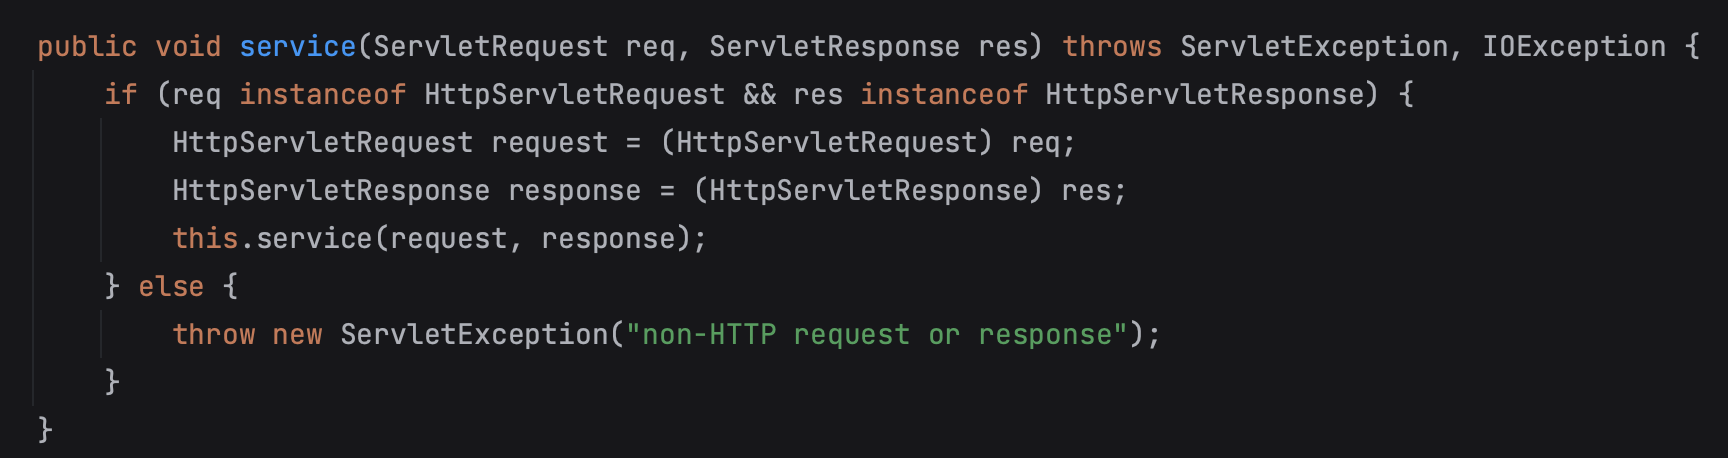 public void service(ServletRequest req, ServletResponse res) throws ServletException, IOException {
    if (req instanceof HttpServletRequest && res instanceof HttpServletResponse) {
        HttpServletRequest request = (HttpServletRequest) req;
        HttpServletResponse response = (HttpServletResponse) res;
        this.service(request, response);
    } else {
        throw new ServletException("non-HTTP request or response");
    }
}